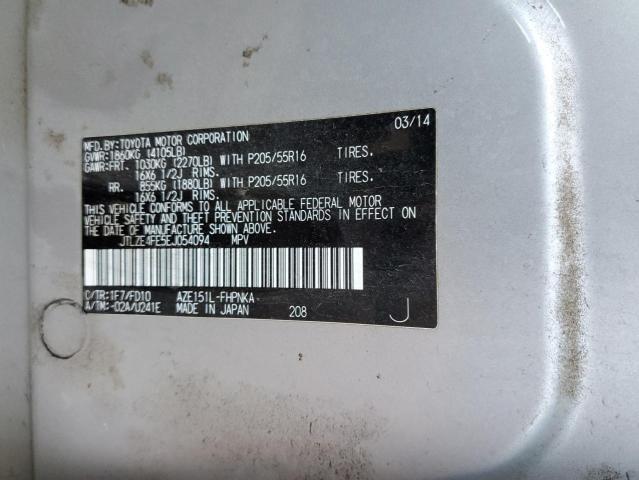 03/14
MFD.BY:TOYOTA MOTOR CORPORATION
GVWR:1860KG (4105LB)
GAWR:FRT. 1030KG (2270LB) WITH P205/55R16 TIRES.
16X6 1/2J RIMS.
RR. 855KG (1880LB) WITH P205/55R16 TIRES.
16X6 1/2J RIMS.
THIS VEHICLE CONFORMS TO ALL APPLICABLE FEDERAL MOTOR
VEHICLE SAFETY AND THEFT PREVENTION STANDARDS IN EFFECT ON
THE DATE OF MANUFACTURE SHOWN ABOVE.
JTLZE4FE5EJ054094 MPV
C/TR:1F7/FD10 AZE151L-FHPNKA
A/TM:-02A/U241E MADE IN JAPAN 208
J